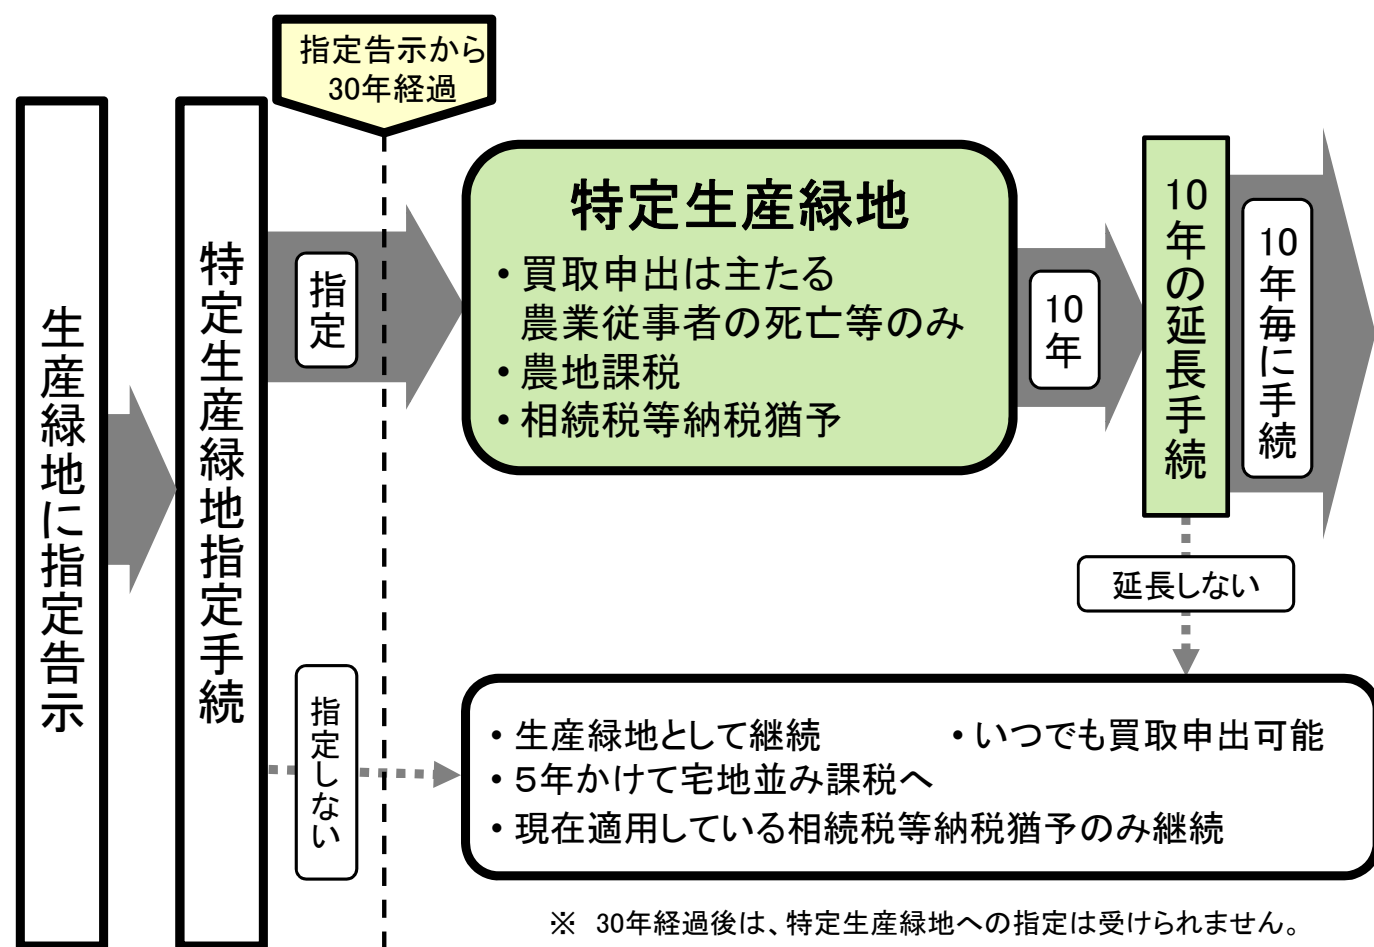 指定告示から
30年経過
生産緑地に指定告示
特定生産緑地指定手続
指定
特定生産緑地
・買取申出は主たる
農業従事者の死亡等のみ
・農地課税
・相続税等納税猶予
10年
10年の延長手続
10年毎に手続
延長しない
指定しない
・生産緑地として継続　・いつでも買取申出可能
・5年かけて宅地並み課税へ
・現在適用している相続税等納税猶予のみ継続
※　30年経過後は、特定生産緑地への指定は受けられません。